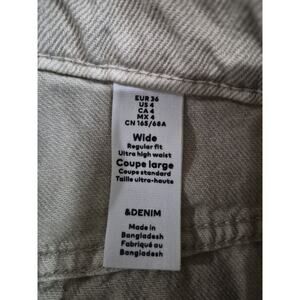 EUR 36
US 4
CA 4
MX 4
CN 165/68A
Wide
Regular fit
Ultra high waist
Coupe large
Coupe standard
Taille ultra-haute
&DENIM
Made in
Bangladesh
Fabriqué au
Bangladesh